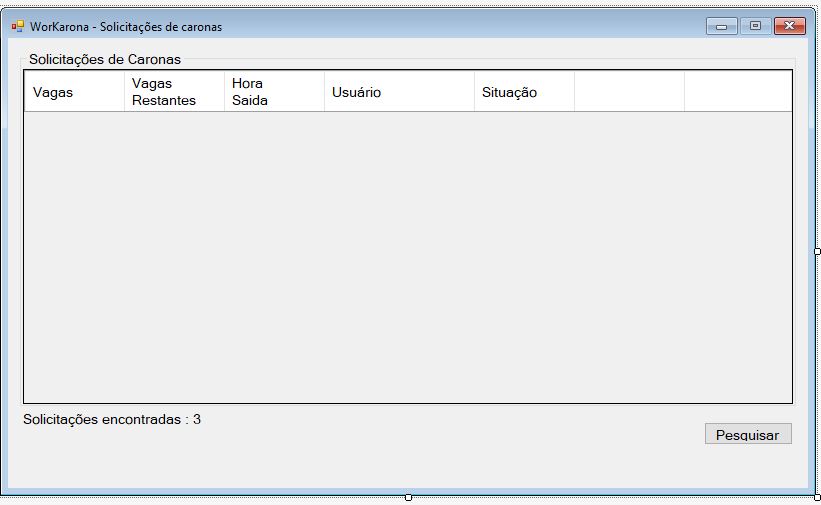 WorKarona - Solicitações de caronas
Solicitações de Caronas
Vagas
Vagas
Restantes
Hora
Saida
Usuário
Situação
Solicitações encontradas : 3
Pesquisar